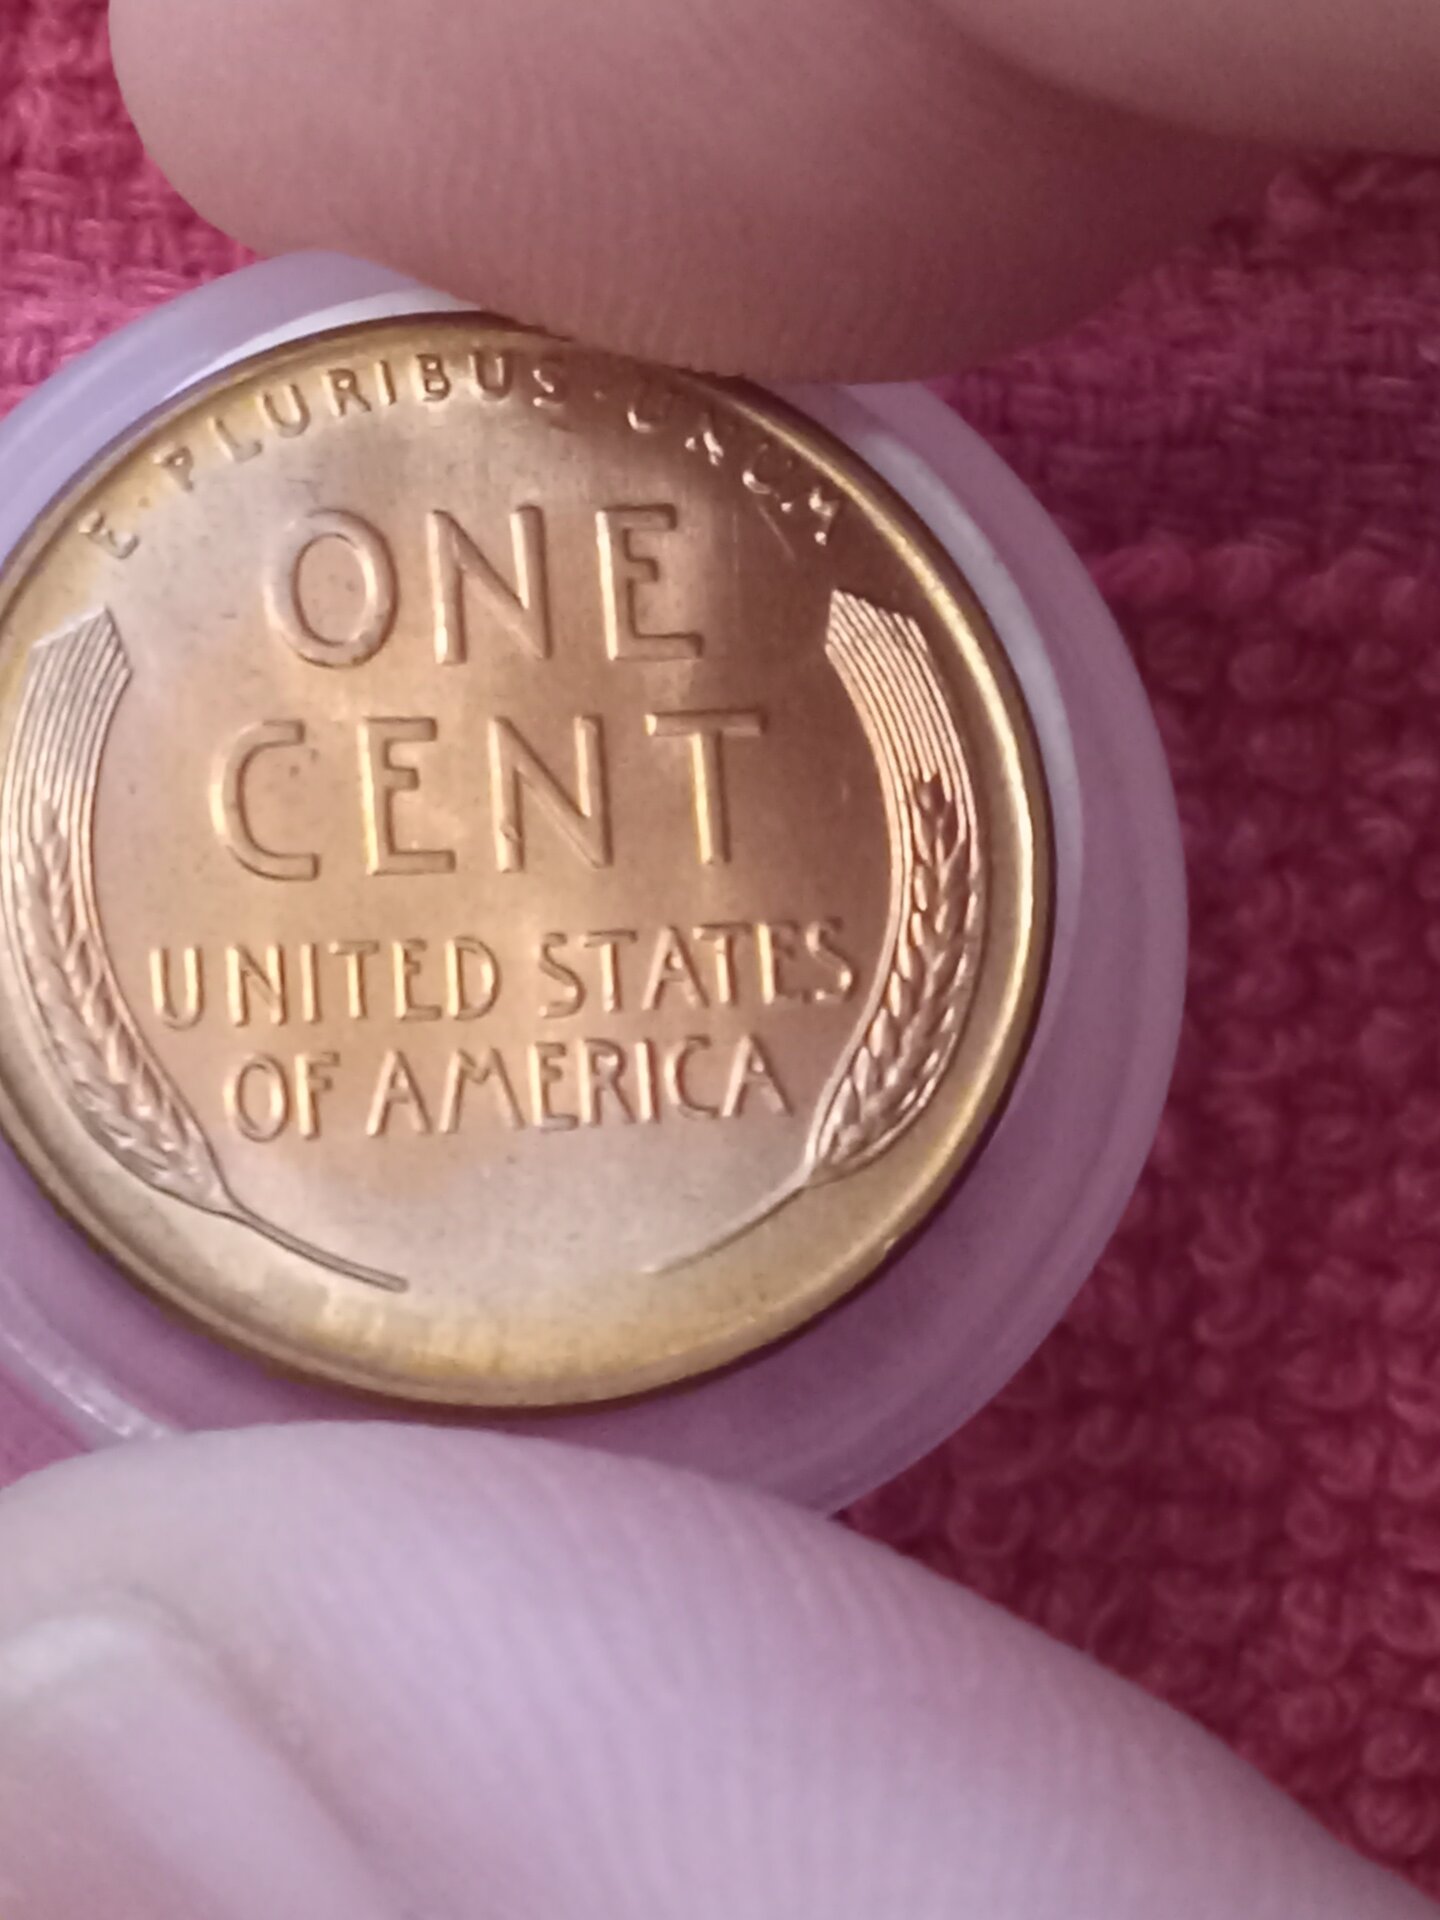 E · PLURIBUS · UNUM
ONE
CENT
UNITED STATES
OF AMERICA